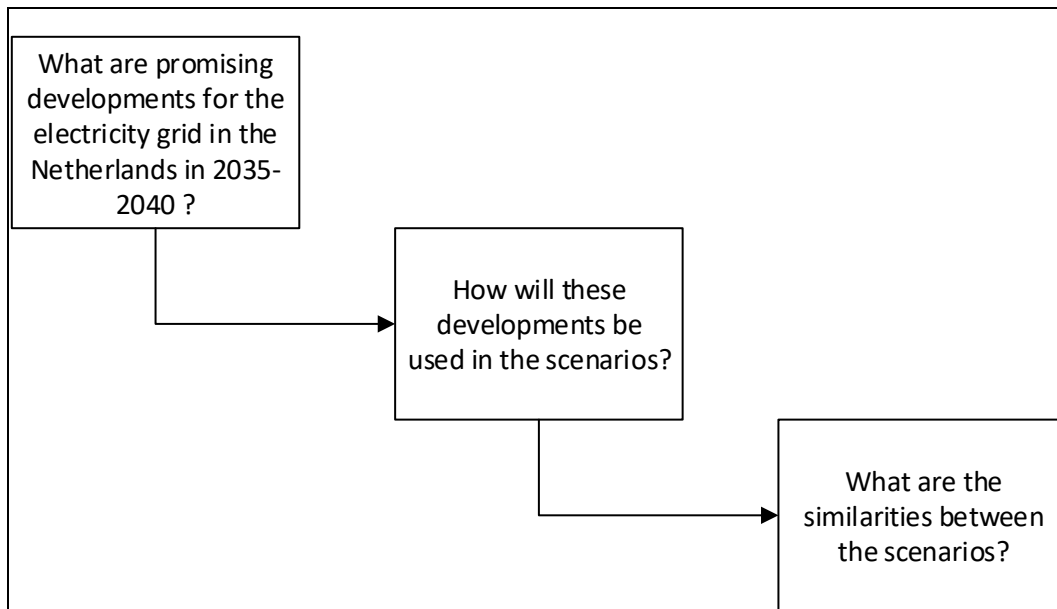 What are promising
developments for the
electricity grid in the
Netherlands in 2035-
2040 ?
How will these
developments be
used in the scenarios?
What are the
similarities between
the scenarios?